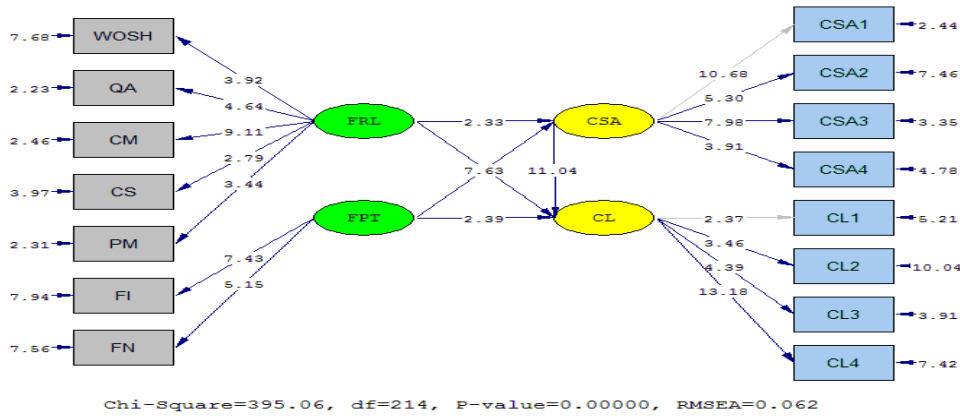 CSA1
2.44
7.68
WOSH
10.68
CSA2
7.46
3.92
5.30
2.23
QA
4.64
FRL
2.33
CSA
7.98
CSA3
3.35
9.11
2.46
CM
2.79
3.91
CSA4
4.78
3.44
7.63
11.04
3.97
CS
FPT
2.39
CL
2.37
CL1
5.21
2.31
PM
3.46
7.43
4.39
CL2
10.04
5.15
13.18
7.94
FI
CL3
3.91
7.56
FN
CL4
7.42
Chi-Square=395.06, df=214, P-value=0.00000, RMSEA=0.062